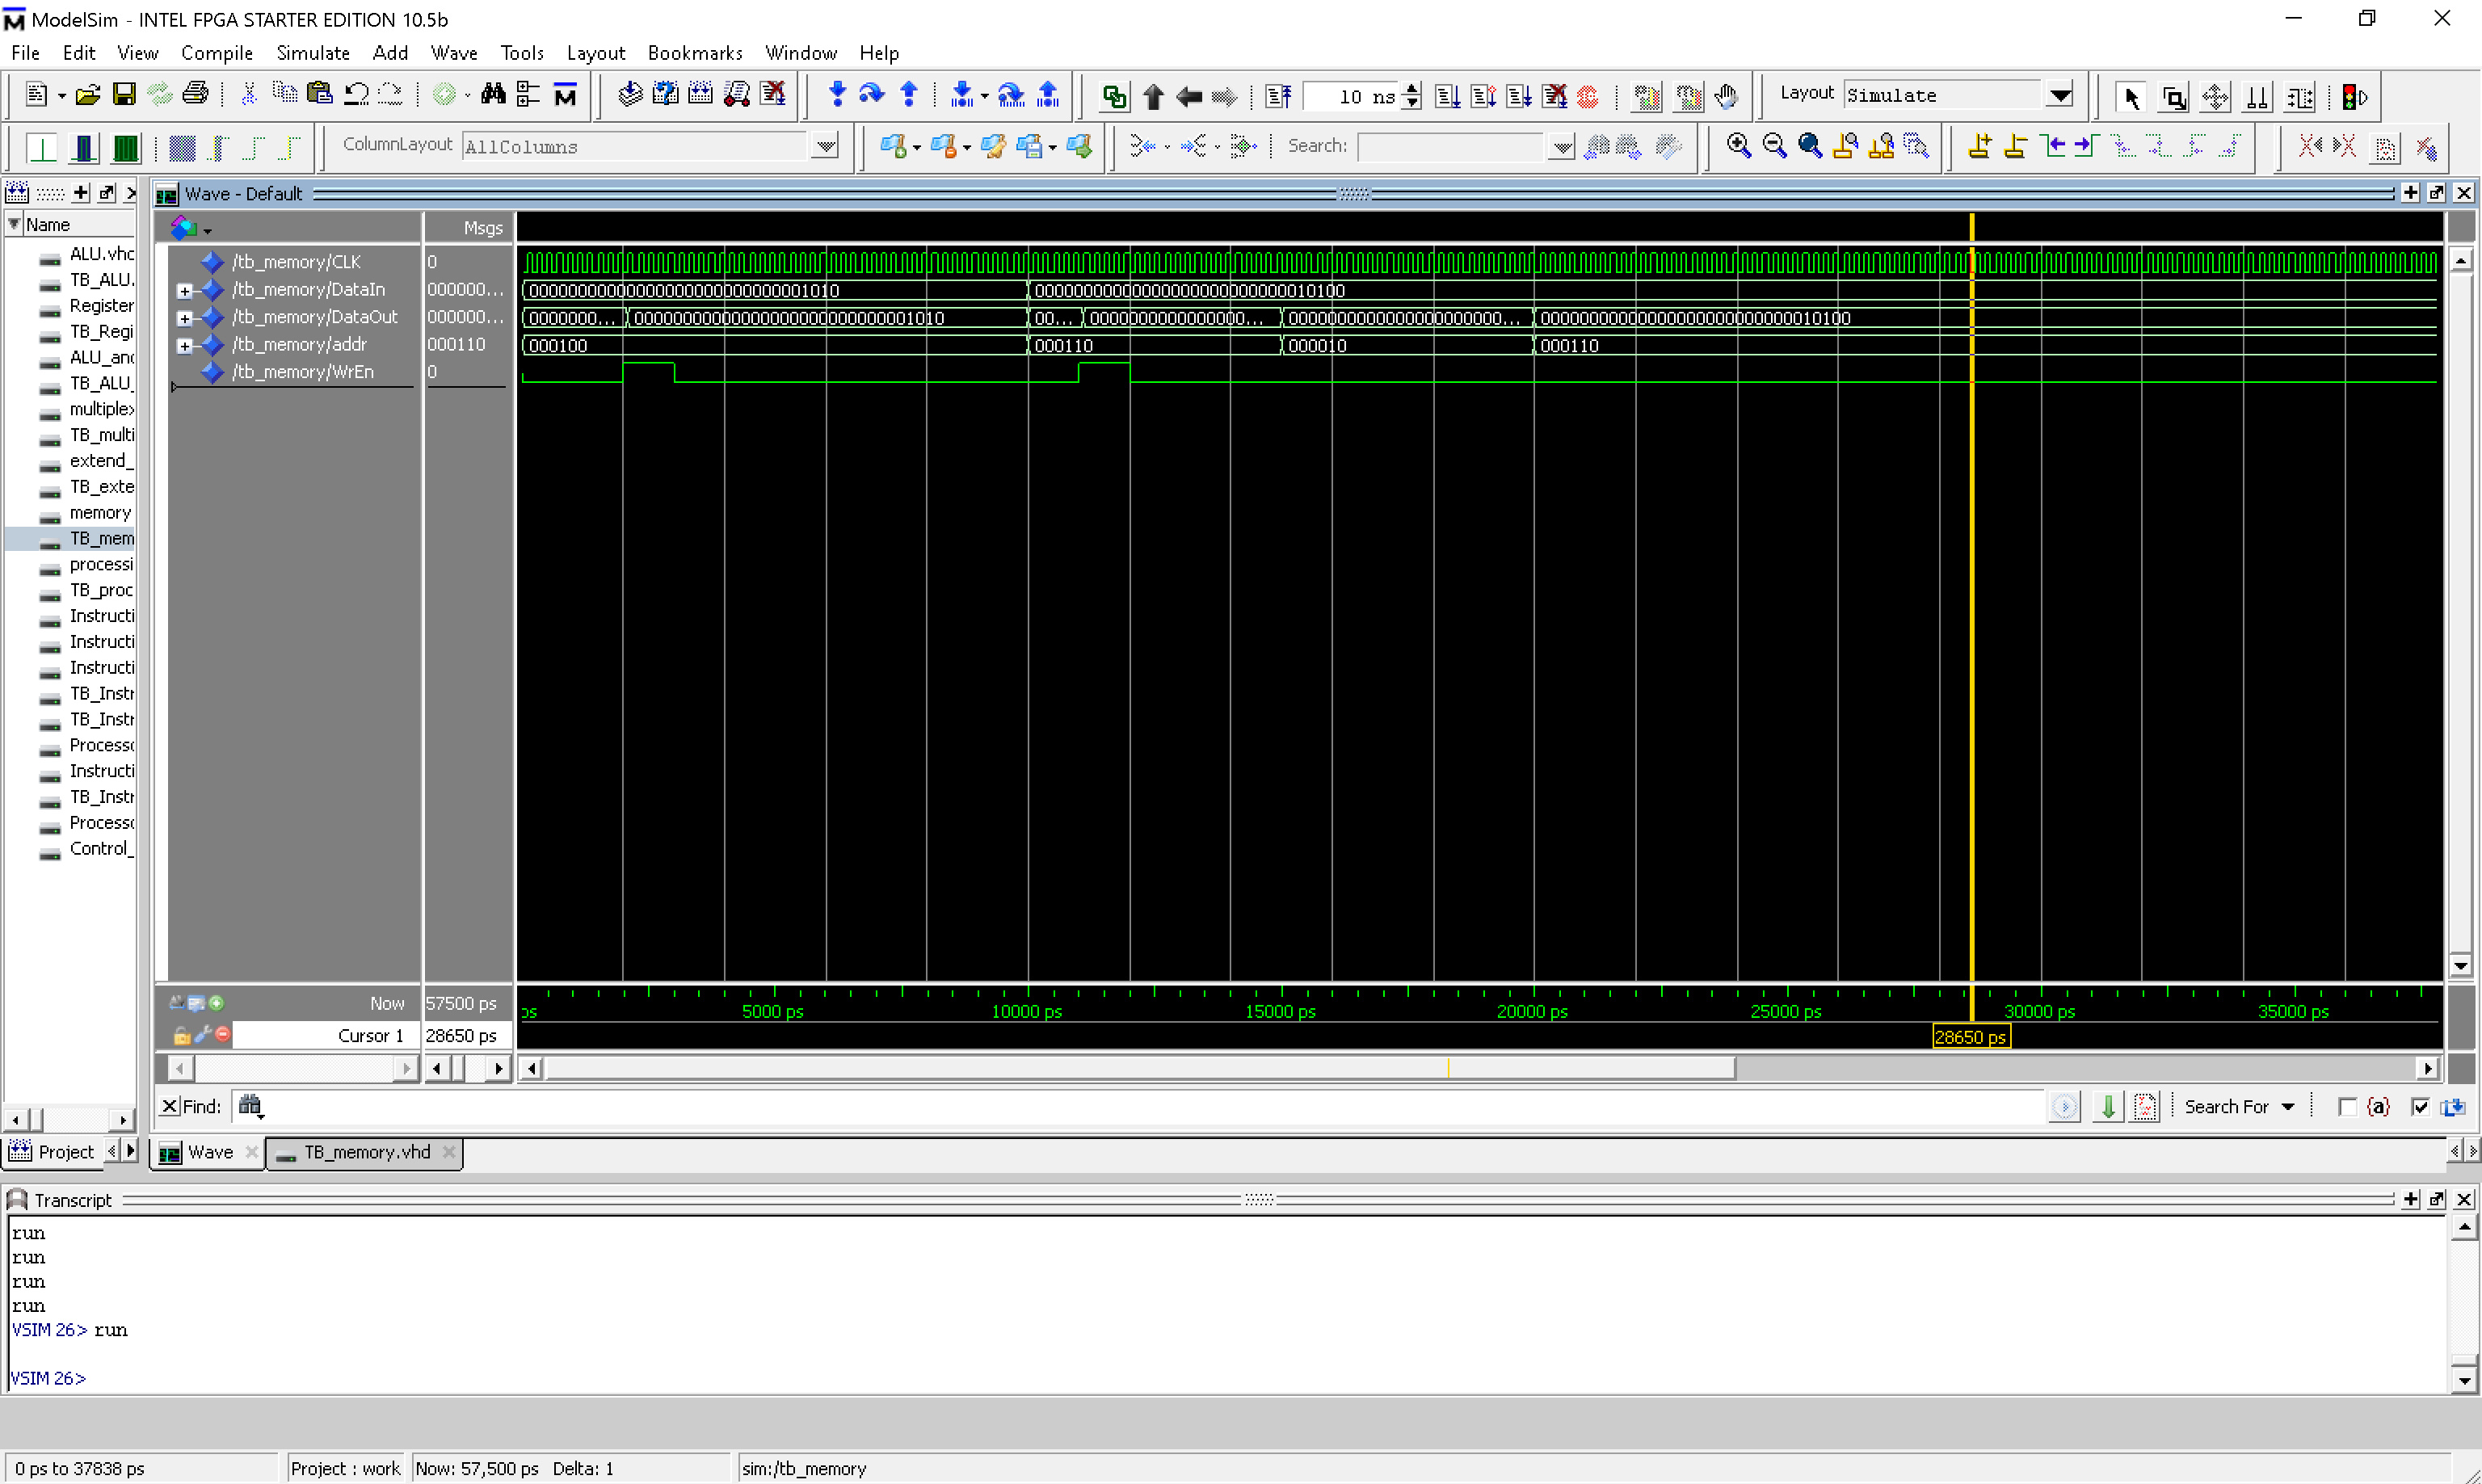 ModelSim - INTEL FPGA STARTER EDITION 10.5b
File Edit View Compile Simulate Add Wave Tools Layout Bookmarks Window Help
10 ns
Layout Simulate
ColumnLayout AllColumns
Search:
Name
ALU.vhd
TB_ALU.
Register
TB_Regi
ALU_and
TB_ALU_
multiplex
TB_multi
extend_
TB_exte
memory
TB_mem
processi
TB_proc
Instructi
Instructi
Instructi
TB_Instr
TB_Instr
Processo
Instructi
TB_Instr
Processo
Control_
Wave - Default
Msgs
/tb_memory/CLK 0
/tb_memory/DataIn 000000... 00000000000000000000000000001010 00000000000000000000000000010100
/tb_memory/DataOut 000000... 0000000... 00000000000000000000000000001010 00... 0000000000000000... 0000000000000000000000... 00000000000000000000000000010100
/tb_memory/addr 000110 000100 000110 000010 000110
/tb_memory/WrEn 0
Now 57500 ps
ps 5000 ps 10000 ps 15000 ps 20000 ps 25000 ps 30000 ps 35000 ps
Cursor 1 28650 ps
28650 ps
Find:
Search For
{a}
Project
Wave TB_memory.vhd
Transcript
run
run
run
run
VSIM 26> run
VSIM 26>
0 ps to 37838 ps Project : work Now: 57,500 ps Delta: 1 sim:/tb_memory